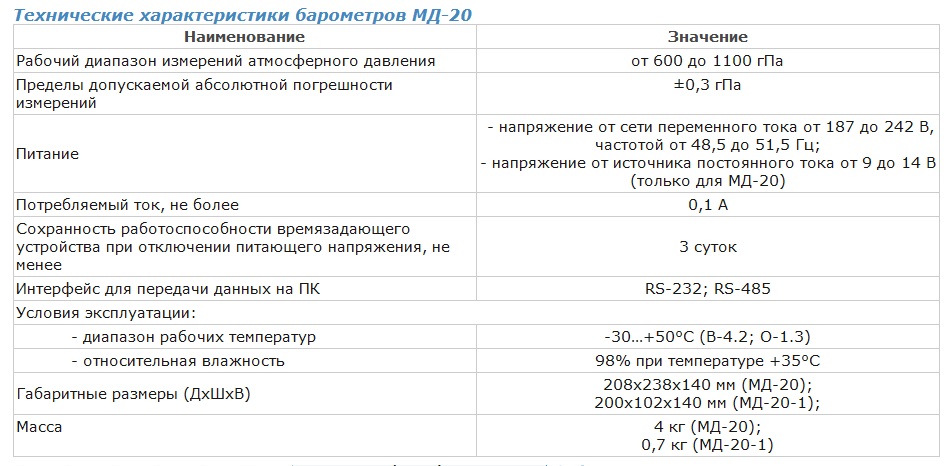 Технические характеристики барометров МД-20
Наименование
Значение
Рабочий диапазон измерений атмосферного давления
от 600 до 1100 гПа
Пределы допускаемой абсолютной погрешности
измерений
±0,3 гПа
Питание
- напряжение от сети переменного тока от 187 до 242 В,
частотой от 48,5 до 51,5 Гц;
- напряжение от источника постоянного тока от 9 до 14 В
(только для МД-20)
Потребляемый ток, не более
0,1 А
Сохранность работоспособности времязадающего
устройства при отключении питающего напряжения, не
менее
3 суток
Интерфейс для передачи данных на ПК
RS-232; RS-485
Условия эксплуатации:
- диапазон рабочих температур
-30…+50°С (В-4.2; О-1.3)
- относительная влажность
98% при температуре +35°С
Габаритные размеры (ДхШхВ)
208х238х140 мм (МД-20);
200х102х140 мм (МД-20-1);
Масса
4 кг (МД-20);
0,7 кг (МД-20-1)